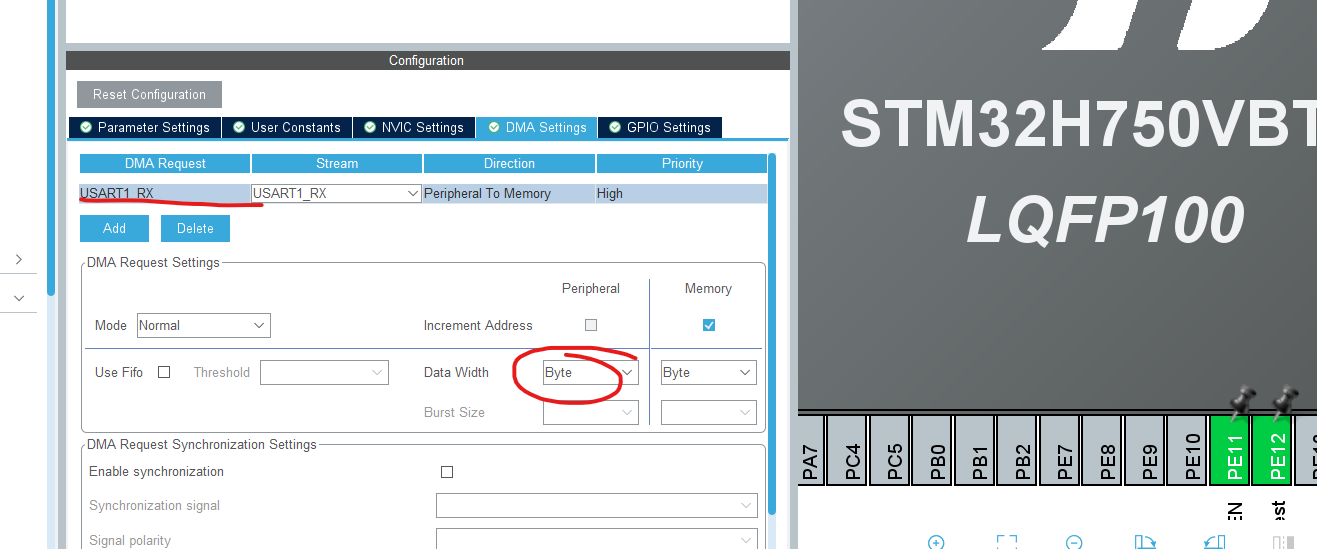 Configuration
Reset Configuration
Parameter Settings
User Constants
NVIC Settings
DMA Settings
GPIO Settings
DMA Request
Stream
Direction
Priority
USART1_RX
USART1_RX
Peripheral To Memory
High
Add
Delete
DMA Request Settings
Peripheral
Memory
Mode
Normal
Increment Address
Use Fifo
Threshold
Data Width
Byte
Byte
Burst Size
DMA Request Synchronization Settings
Enable synchronization
Synchronization signal
Signal polarity
STM32H750VBT
LQFP100
PA7
PC4
PC5
PB0
PB1
PB2
PE7
PE8
PE9
PE10
PE11
PE12
EN
est